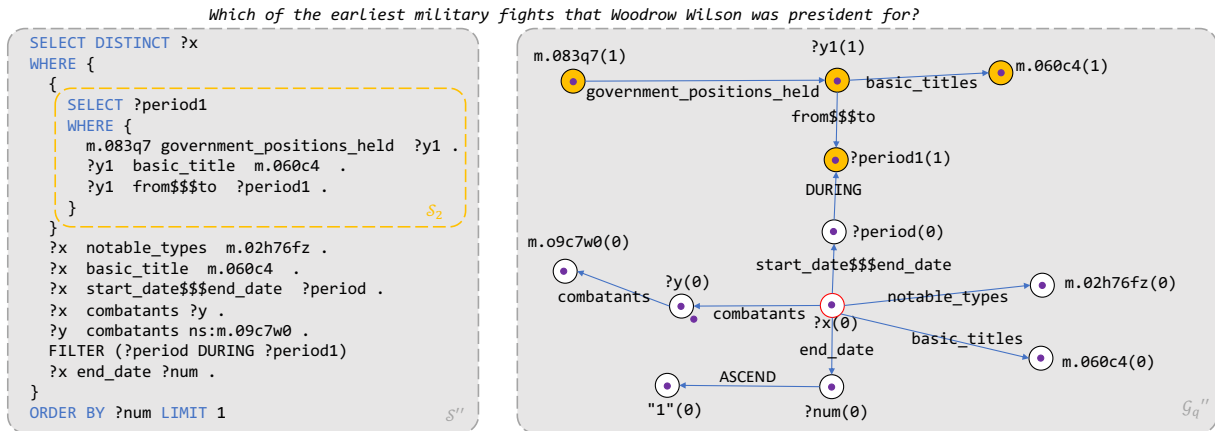 Which of the earliest military fights that Woodrow Wilson was president for?
SELECT DISTINCT ?x
WHERE {
{
SELECT ?period1
WHERE {
m.083q7 government_positions_held ?y1 .
?y1 basic_title m.060c4 .
?y1 from$$$to ?period1 .
}
S₂
}
?x notable_types m.02h76fz .
?x basic_title m.060c4 .
?x start_date$$$end_date ?period .
?x combatants ?y .
?y combatants ns:m.09c7w0 .
FILTER (?period DURING ?period1)
?x end_date ?num .
}
ORDER BY ?num LIMIT 1
S''
m.083q7(1)
?y1(1)
m.060c4(1)
government_positions_held
basic_titles
from$$$to
?period1(1)
DURING
m.o9c7w0(0)
?period(0)
start_date$$$end_date
?y(0)
m.02h76fz(0)
combatants
combatants
notable_types
?x(0)
basic_titles
end_date
m.060c4(0)
ASCEND
"1"(0)
?num(0)
G_q''